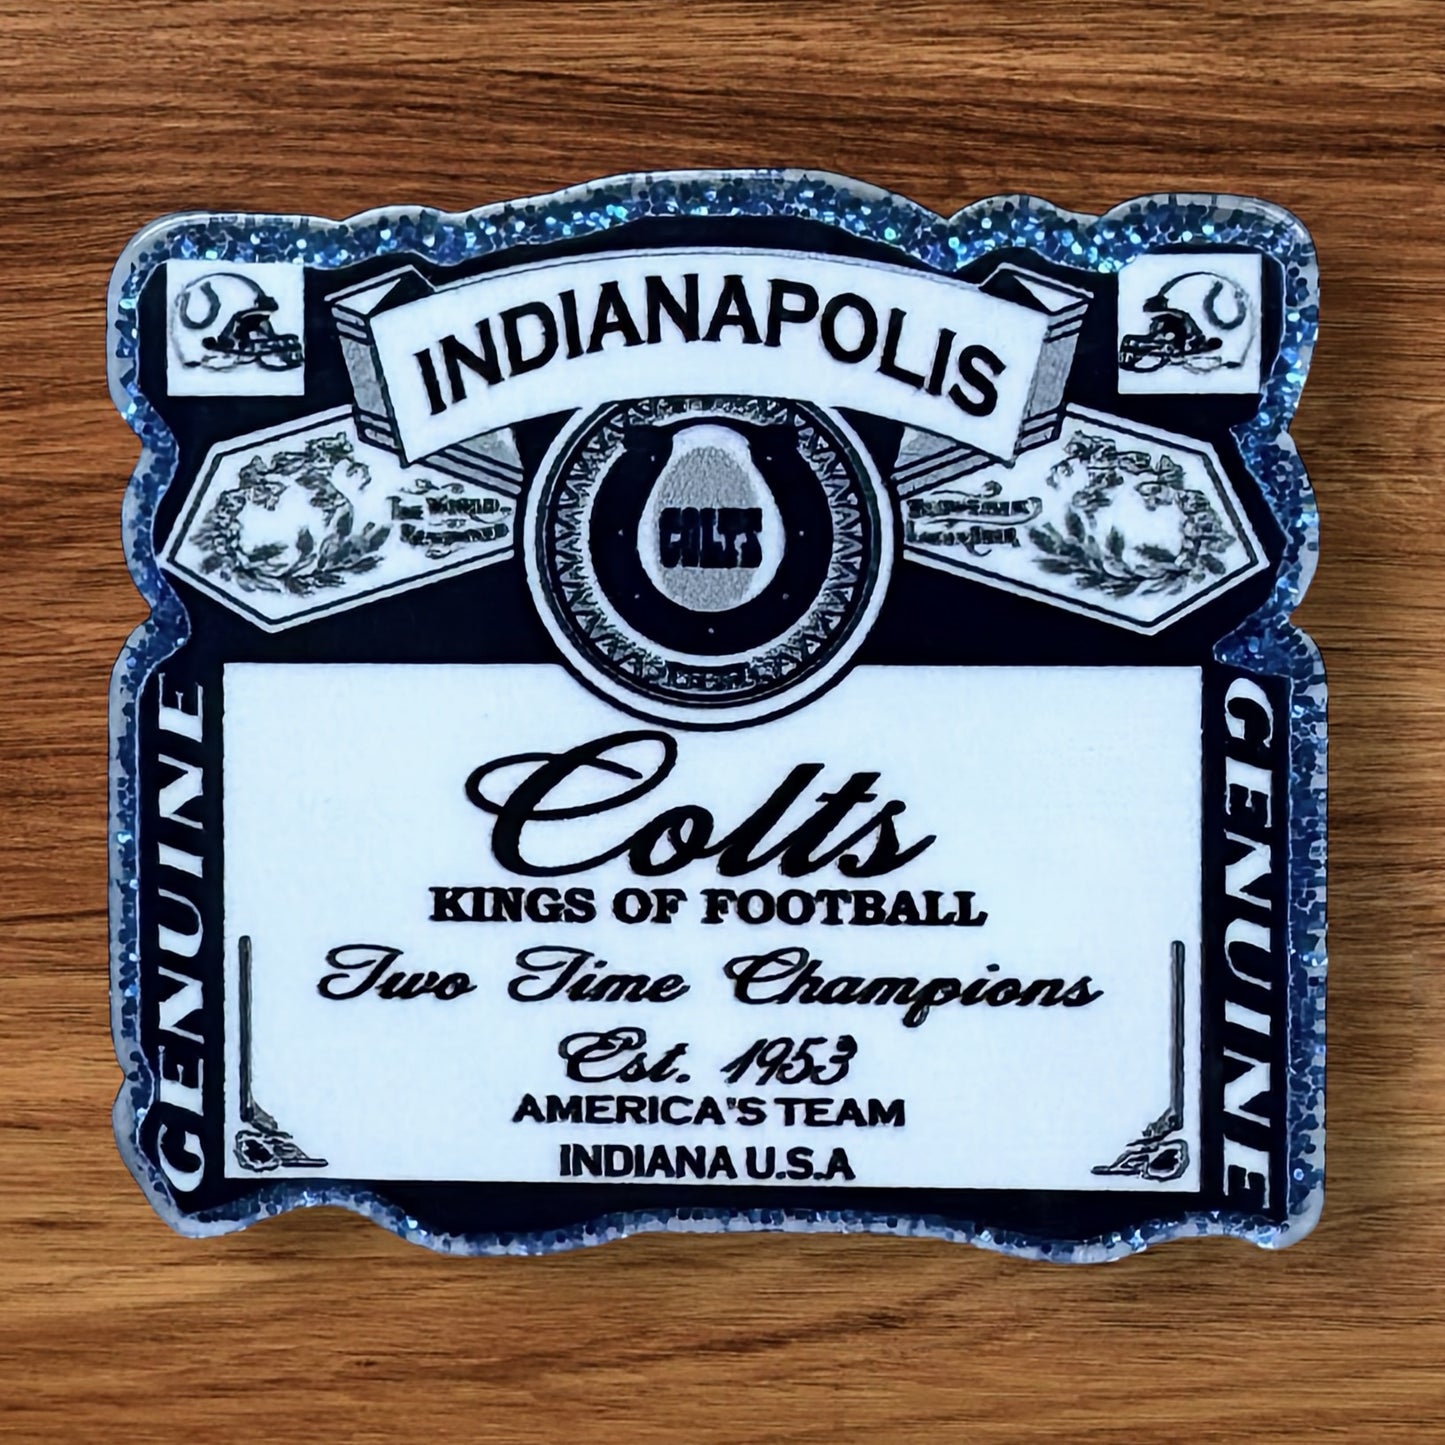 INDIANAPOLIS
COLTS
GENUINE
GENUINE
Colts
KINGS OF FOOTBALL
Two Time Champions
Est. 1953
AMERICA'S TEAM
INDIANA U.S.A